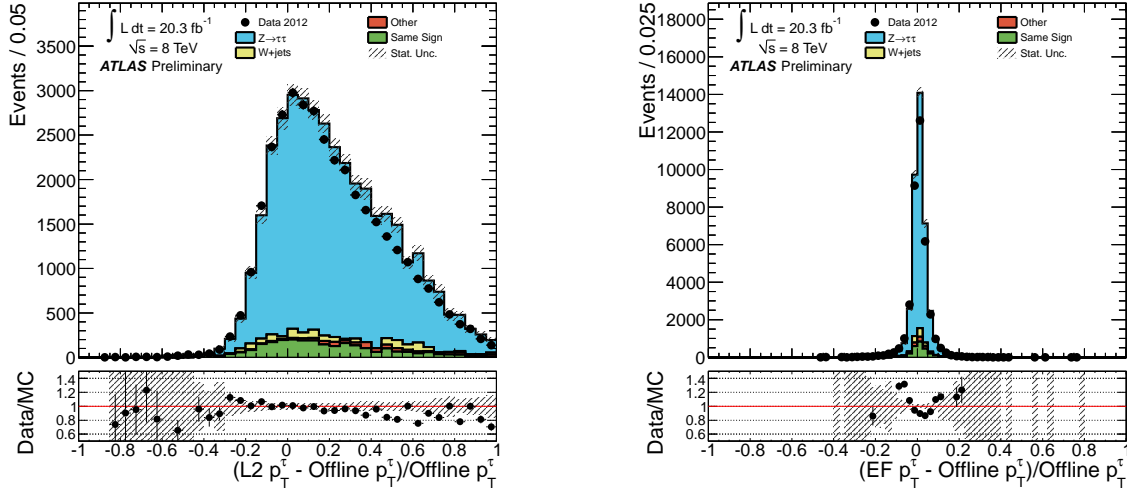 Events / 0.05
3500
3000
2500
2000
1500
1000
500
0
∫ L dt = 20.3 fb⁻¹
√s = 8 TeV
ATLAS Preliminary
Data 2012
Z→ττ
W+jets
Other
Same Sign
Stat. Unc.
Data/MC
1.4
1.2
1
0.8
0.6
-1 -0.8 -0.6 -0.4 -0.2 0 0.2 0.4 0.6 0.8 1
(L2 p_T^τ - Offline p_T^τ)/Offline p_T^τ
Events / 0.025
18000
16000
14000
12000
10000
8000
6000
4000
2000
0
∫ L dt = 20.3 fb⁻¹
√s = 8 TeV
ATLAS Preliminary
Data 2012
Z→ττ
W+jets
Other
Same Sign
Stat. Unc.
Data/MC
1.4
1.2
1
0.8
0.6
-1 -0.8 -0.6 -0.4 -0.2 0 0.2 0.4 0.6 0.8 1
(EF p_T^τ - Offline p_T^τ)/Offline p_T^τ